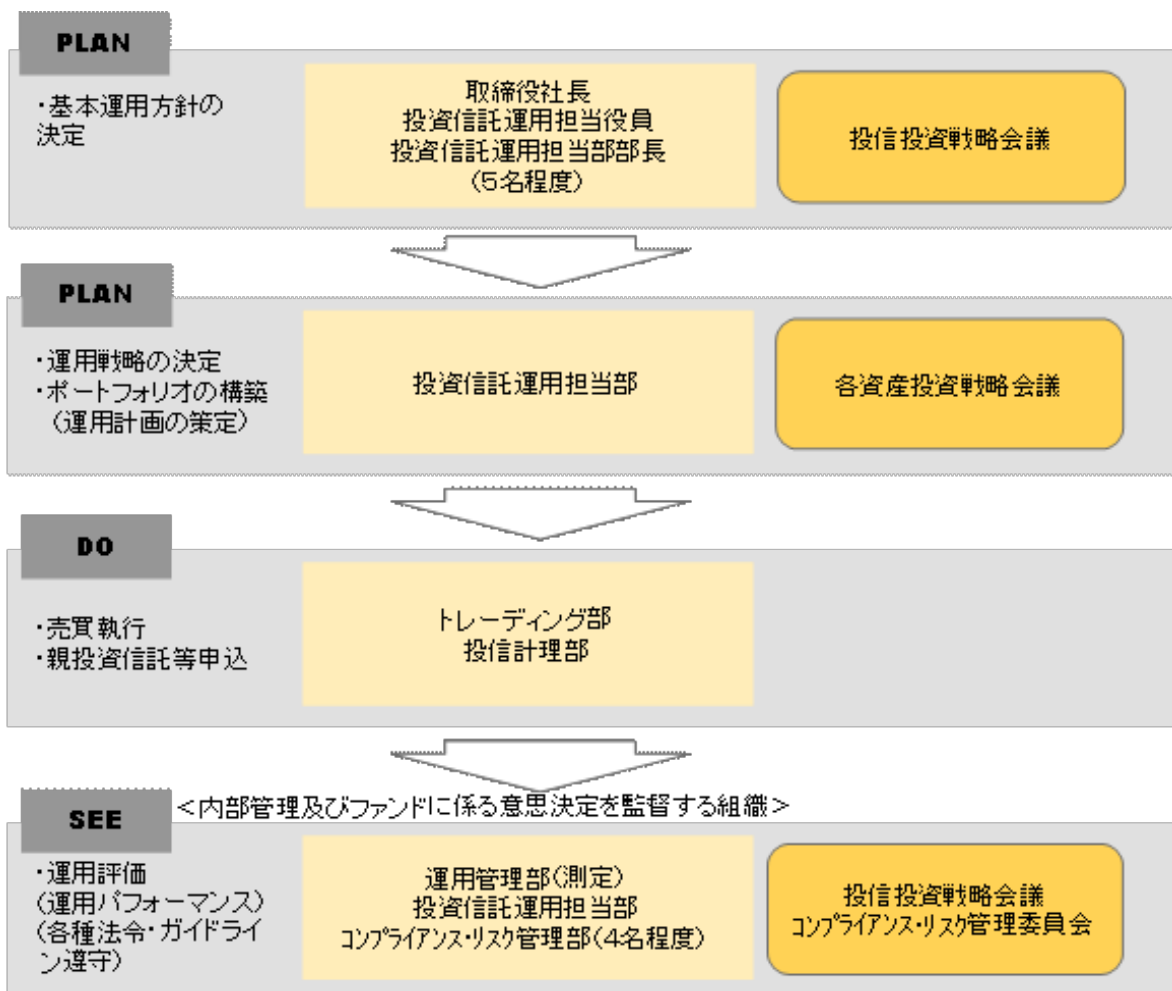 PLAN
・基本運用方針の
決定
取締役社長
投資信託運用担当役員
投資信託運用担当部部長
(5名程度)
投信投資戦略会議
PLAN
・運用戦略の決定
・ポートフォリオの構築
(運用計画の策定)
投資信託運用担当部
各資産投資戦略会議
DO
・売買執行
・親投資信託等申込
トレーディング部
投信計理部
SEE
＜内部管理及びファンドに係る意思決定を監督する組織＞
・運用評価
(運用パフォーマンス)
(各種法令・ガイドライ
ン遵守)
運用管理部(測定)
投資信託運用担当部
コンプライアンス・リスク管理部(4名程度)
投信投資戦略会議
コンプライアンス・リスク管理委員会